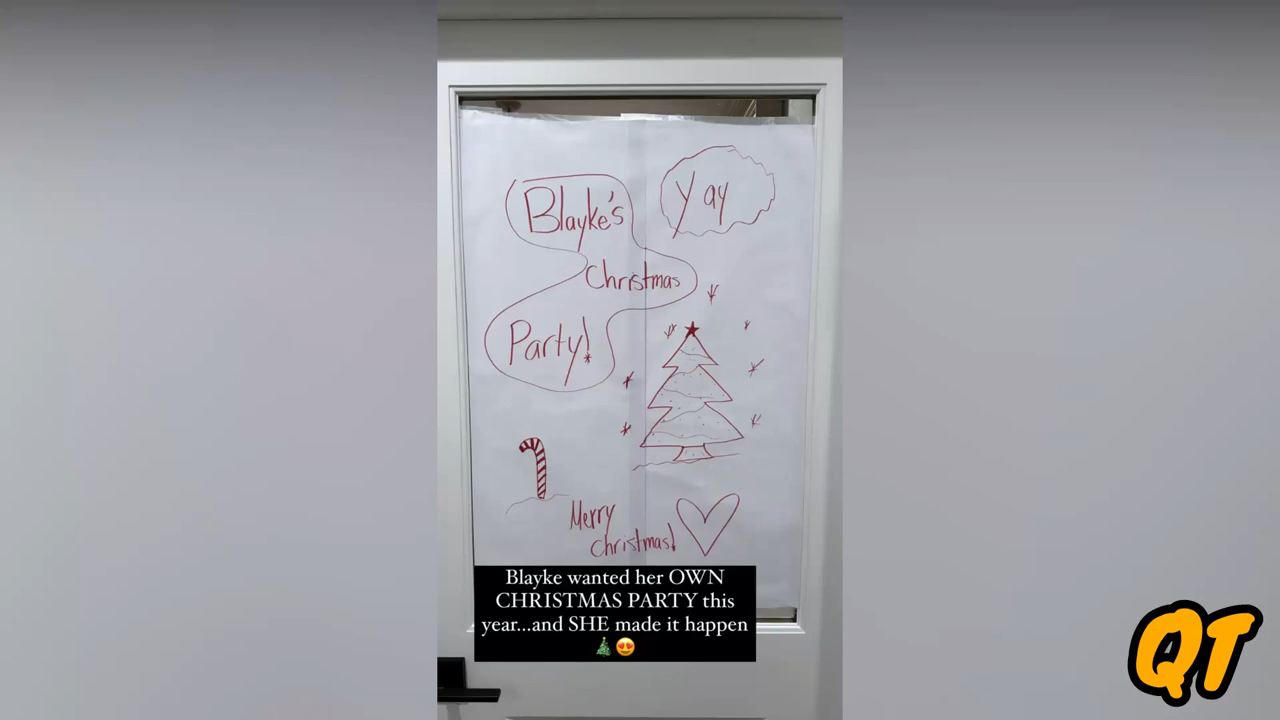 Blayke's
Yay
Christmas
Party!
Merry
Christmas!
Blayke wanted her OWN
CHRISTMAS PARTY this
year...and SHE made it happen
🎄😍
QT